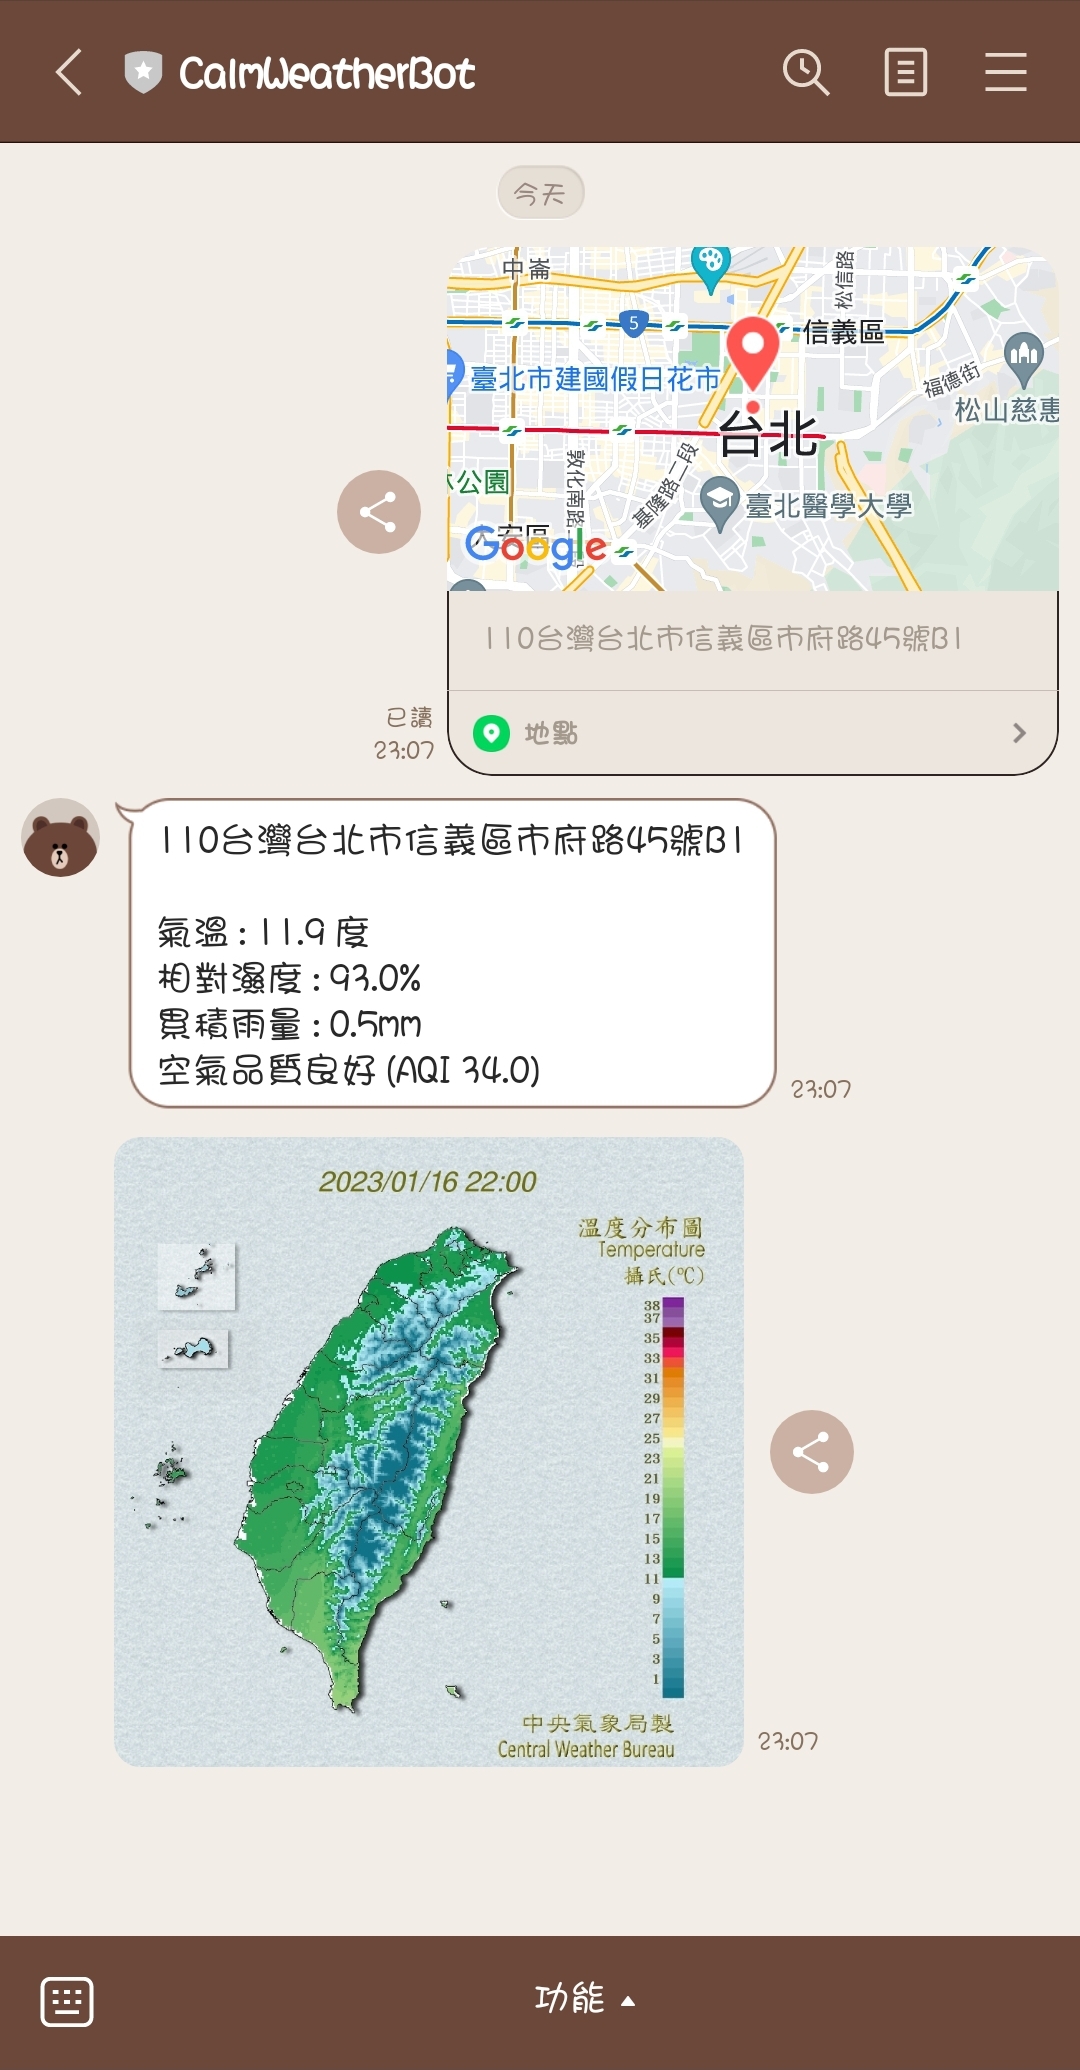 CalmWeatherBot
今天
中崙
松信路
5
信義區
臺北市建國假日花市
福德街
松山慈惠
台北
敦化南路
基隆路二段
公園
臺北醫學大學
大安區
Google
110台灣台北市信義區市府路45號B1
地點
已讀
23:07
110台灣台北市信義區市府路45號B1
氣溫 : 11.9 度
相對濕度 : 93.0%
累積雨量 : 0.5mm
空氣品質良好 (AQI 34.0)
23:07
2023/01/16 22:00
溫度分布圖
Temperature
攝氏(℃)
38
37
35
33
31
29
27
25
23
21
19
17
15
13
11
9
7
5
3
1
中央氣象局製
Central Weather Bureau
23:07
功能